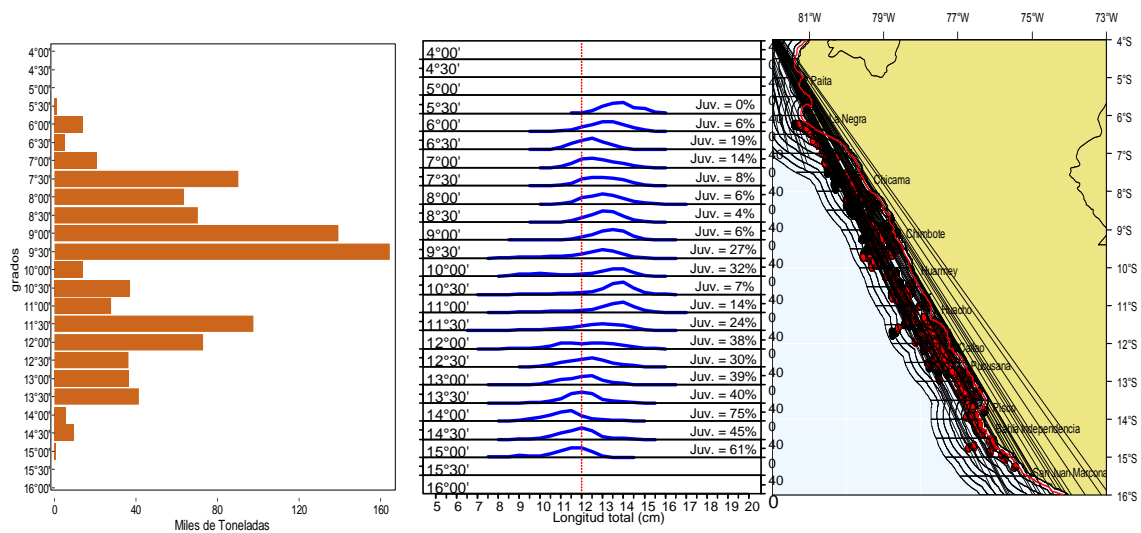 4°00'
4°30'
5°00'
5°30'
6°00'
6°30'
7°00'
7°30'
8°00'
8°30'
9°00'
9°30'
10°00'
10°30'
11°00'
11°30'
12°00'
12°30'
13°00'
13°30'
14°00'
14°30'
15°00'
15°30'
16°00'
grados
0 40 80 120 160
Miles de Toneladas
4°00'
4°30'
5°00'
5°30' Juv. = 0%
6°00' Juv. = 6%
6°30' Juv. = 19%
7°00' Juv. = 14%
7°30' Juv. = 8%
8°00' Juv. = 6%
8°30' Juv. = 4%
9°00' Juv. = 6%
9°30' Juv. = 27%
10°00' Juv. = 32%
10°30' Juv. = 7%
11°00' Juv. = 14%
11°30' Juv. = 24%
12°00' Juv. = 38%
12°30' Juv. = 30%
13°00' Juv. = 39%
13°30' Juv. = 40%
14°00' Juv. = 75%
14°30' Juv. = 45%
15°00' Juv. = 61%
15°30'
16°00'
5 6 7 8 9 10 11 12 13 14 15 16 17 18 19 20
Longitud total (cm)
81°W 79°W 77°W 75°W 73°W
4°S
5°S
6°S
7°S
8°S
9°S
10°S
11°S
12°S
13°S
14°S
15°S
16°S
Paita
La Negra
Chicama
Chimbote
Huarmey
Huacho
Callao
Pucusana
Pisco
Bahia Independencia
San Juan Marcona